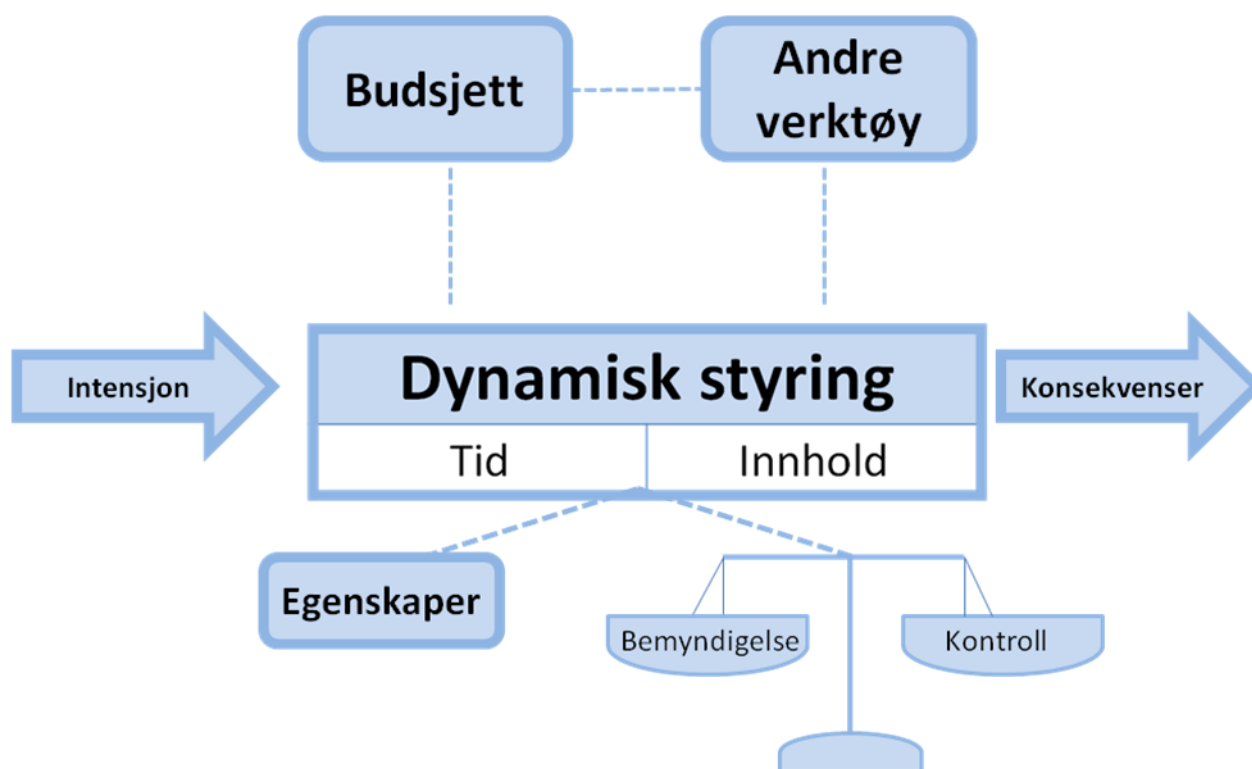 Budsjett
Andre
verktøy
Intensjon
Dynamisk styring
Konsekvenser
Tid
Innhold
Egenskaper
Bemyndigelse
Kontroll